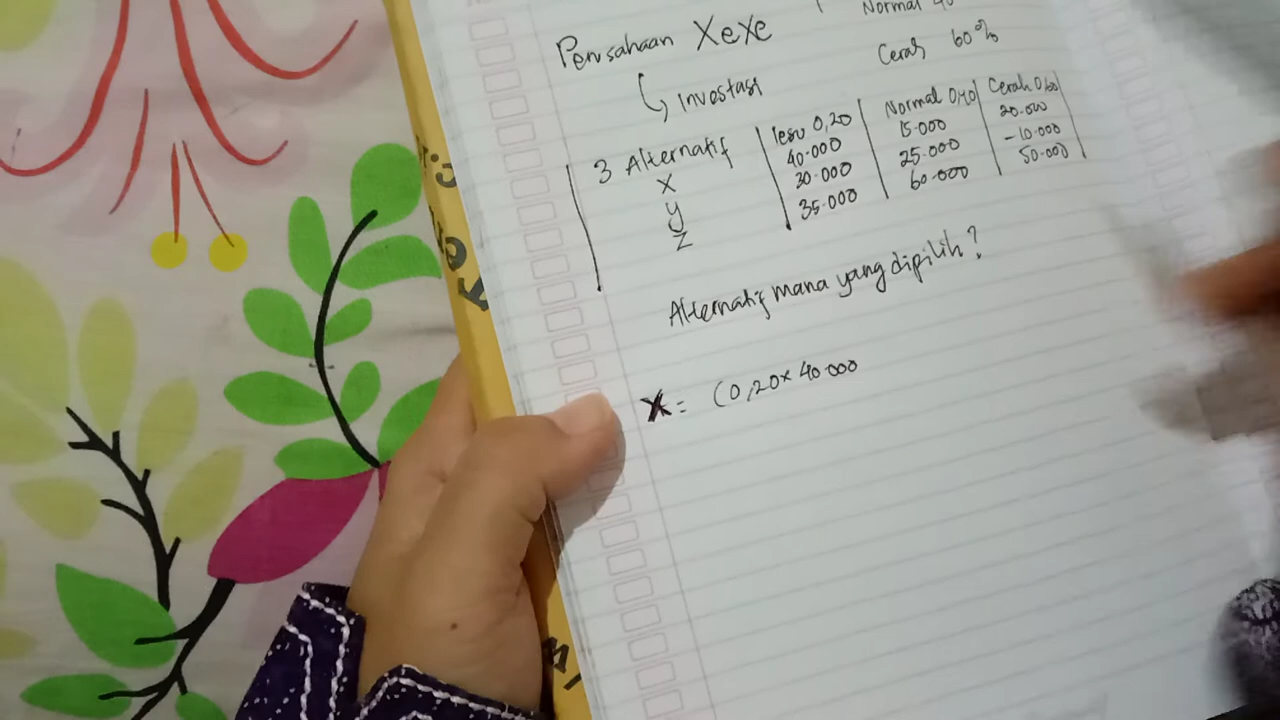 Normal 40
Perusahaan XeXe
Cerah 60%
Investasi
3 Alternatif lesu 0,20 Normal 0,40 Cerah 0,60
X 40.000 15.000 20.000
y 30.000 25.000 -10.000
Z 35.000 60.000 50.000
Alternatif mana yang dipilih?
X = (0,20 x 40.000